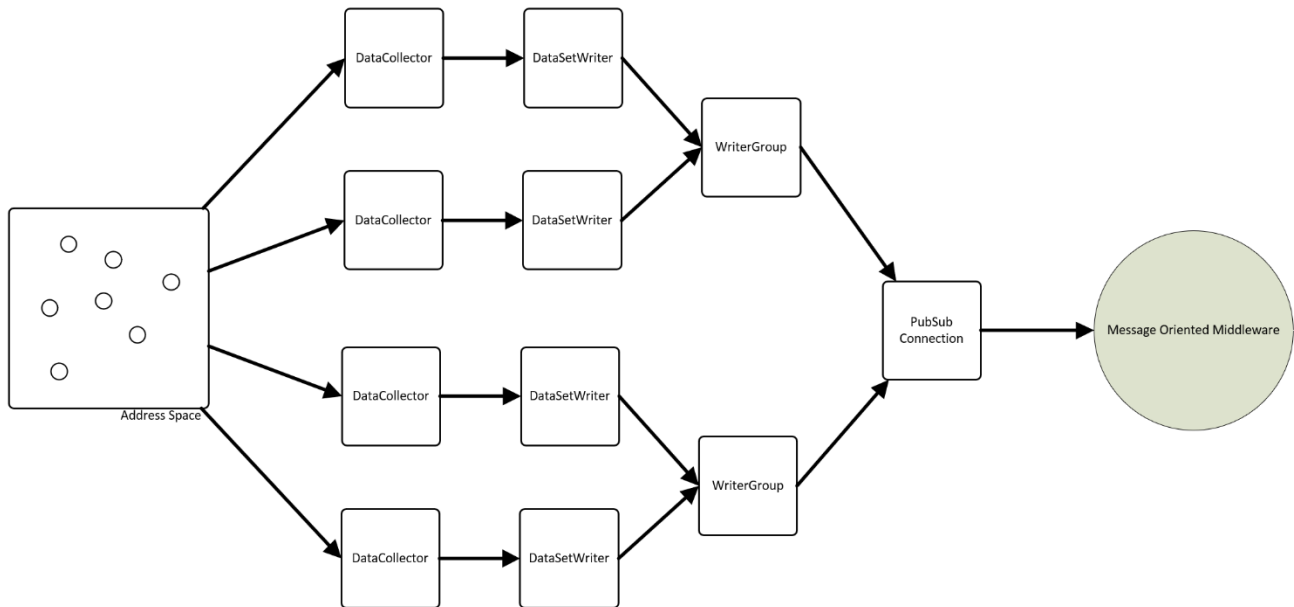 DataCollector
DataSetWriter
WriterGroup
DataCollector
DataSetWriter
PubSub
Connection
Message Oriented Middleware
Address Space
DataCollector
DataSetWriter
WriterGroup
DataCollector
DataSetWriter